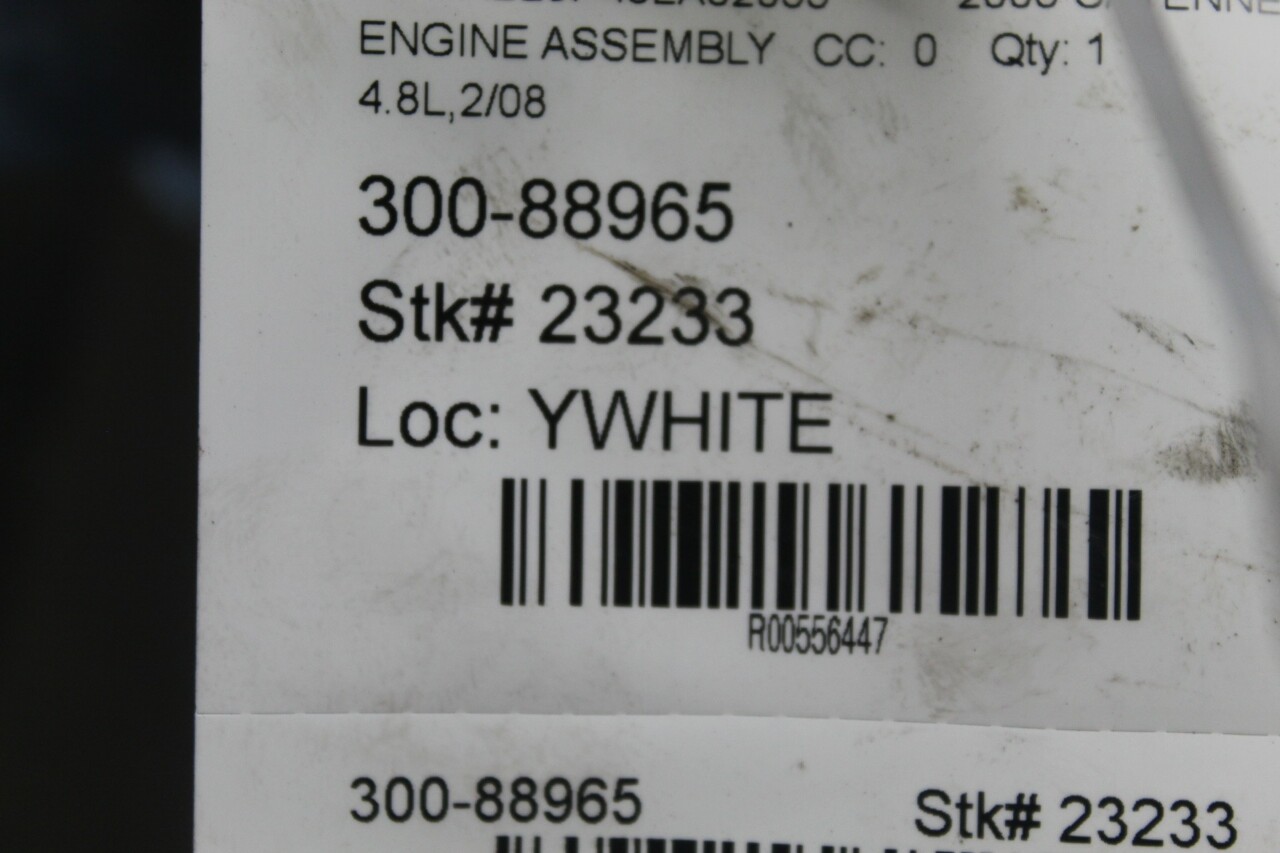 ENGINE ASSEMBLY CC: 0 Qty: 1
4.8L,2/08
300-88965
Stk# 23233
Loc: YWHITE
R00556447
300-88965 Stk# 23233